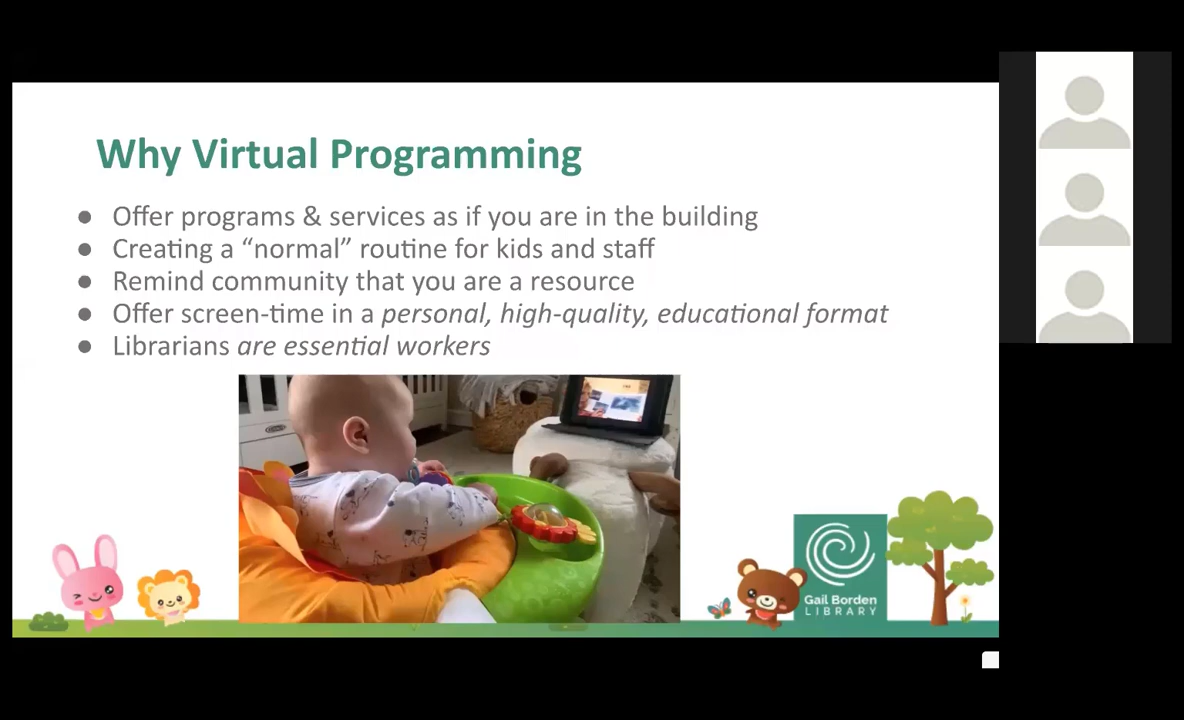 Why Virtual Programming
● Offer programs & services as if you are in the building
● Creating a “normal” routine for kids and staff
● Remind community that you are a resource
● Offer screen-time in a personal, high-quality, educational format
● Librarians are essential workers
Gail Borden
LIBRARY